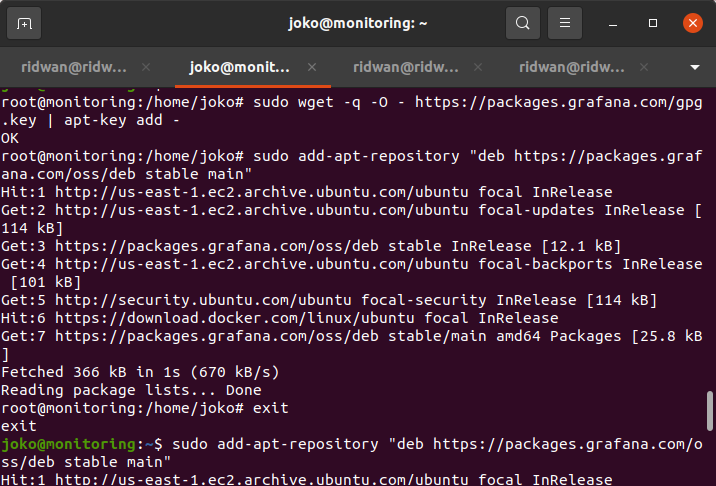 joko@monitoring: ~
ridwan@ridw...
joko@monit...
ridwan@ridw...
ridwan@ridw...
root@monitoring:/home/joko# sudo wget -q -O - https://packages.grafana.com/gpg
.key | apt-key add -
OK
root@monitoring:/home/joko# sudo add-apt-repository "deb https://packages.graf
ana.com/oss/deb stable main"
Hit:1 http://us-east-1.ec2.archive.ubuntu.com/ubuntu focal InRelease
Get:2 http://us-east-1.ec2.archive.ubuntu.com/ubuntu focal-updates InRelease [
114 kB]
Get:3 https://packages.grafana.com/oss/deb stable InRelease [12.1 kB]
Get:4 http://us-east-1.ec2.archive.ubuntu.com/ubuntu focal-backports InRelease
 [101 kB]
Get:5 http://security.ubuntu.com/ubuntu focal-security InRelease [114 kB]
Hit:6 https://download.docker.com/linux/ubuntu focal InRelease
Get:7 https://packages.grafana.com/oss/deb stable/main amd64 Packages [25.8 kB
]
Fetched 366 kB in 1s (670 kB/s)
Reading package lists... Done
root@monitoring:/home/joko# exit
exit
joko@monitoring:~$ sudo add-apt-repository "deb https://packages.grafana.com/o
ss/deb stable main"
Hit:1 http://us-east-1.ec2.archive.ubuntu.com/ubuntu focal InRelease